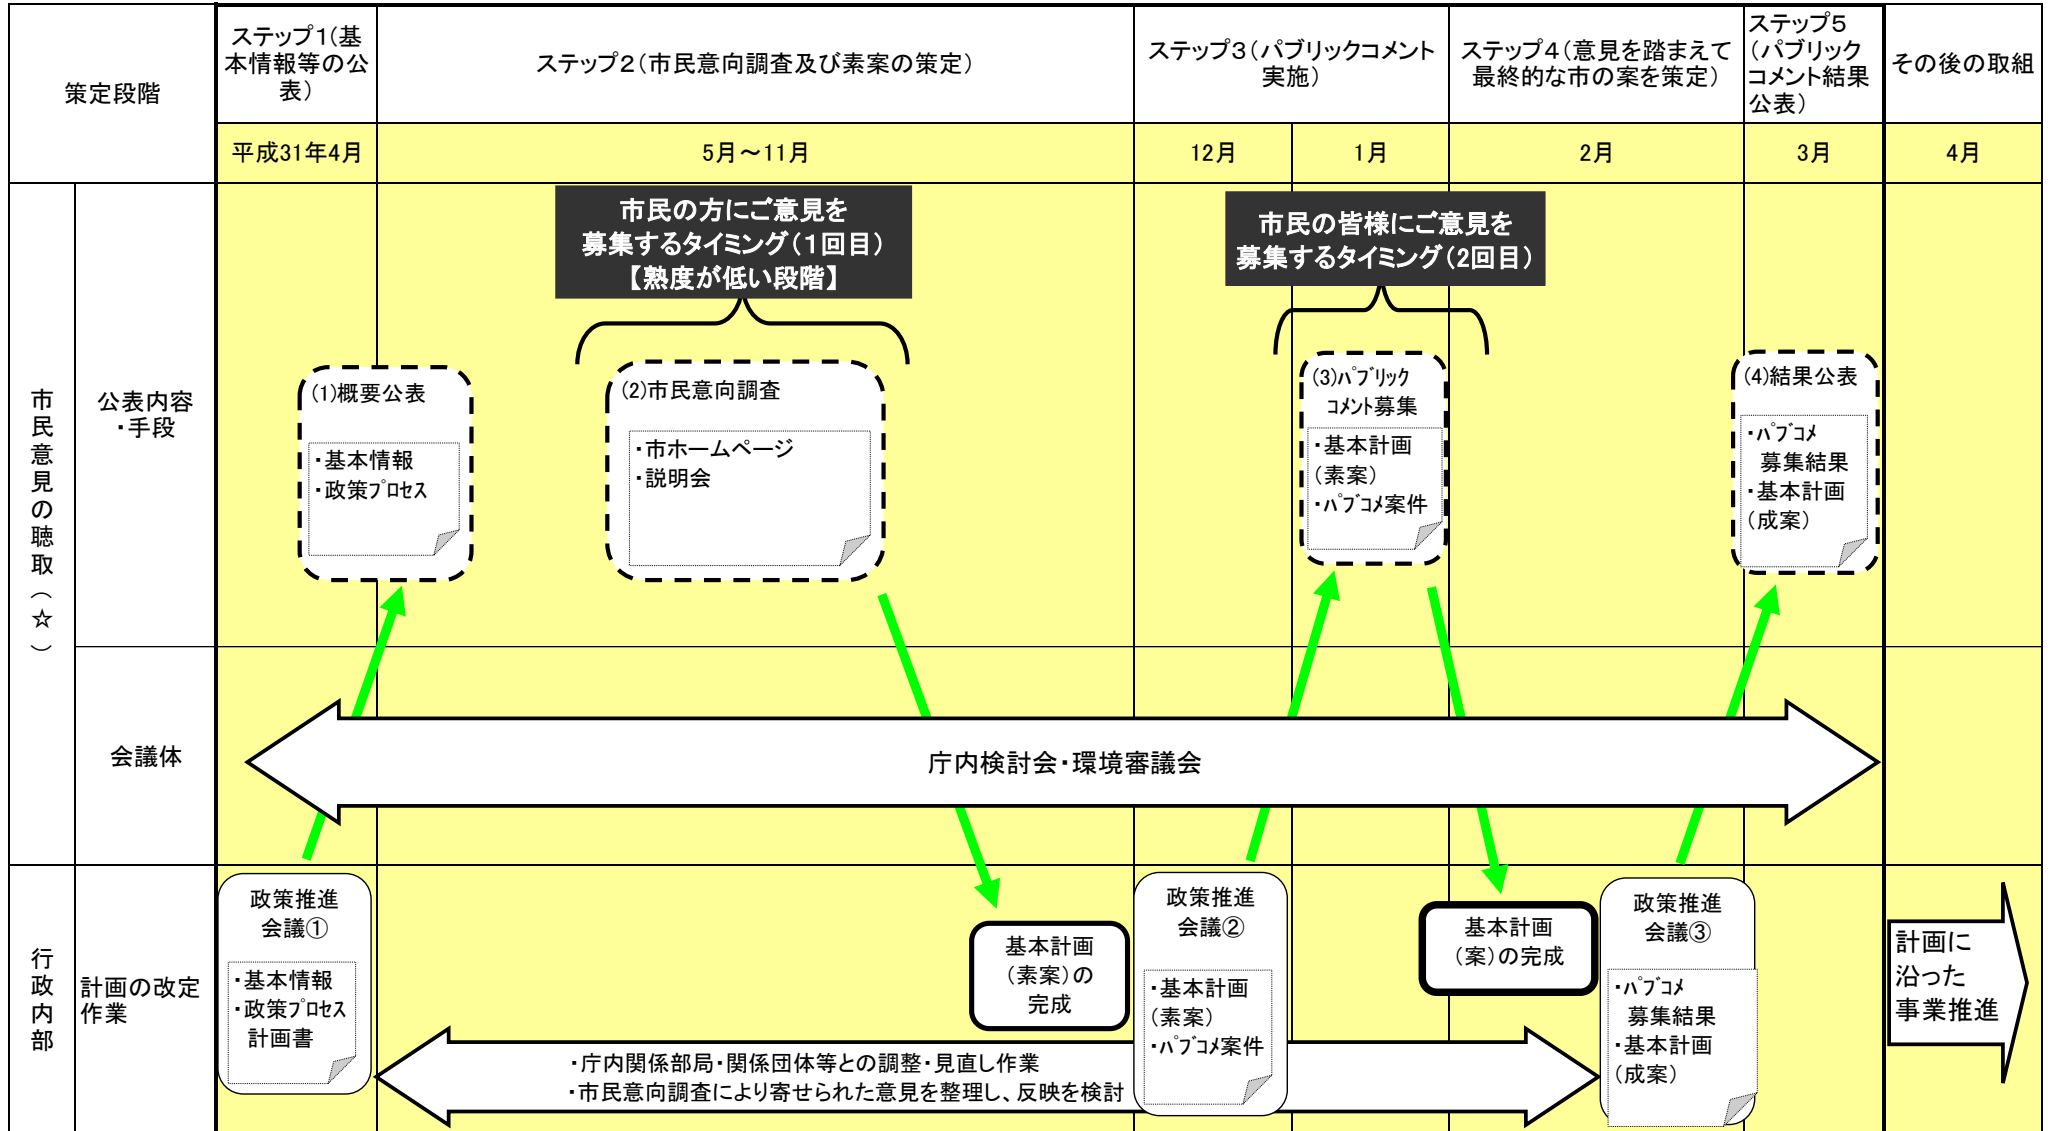 策定段階
ステップ1（基
本情報等の公
表）
ステップ2（市民意向調査及び素案の策定）
ステップ3（パブリックコメント
実施）
ステップ4（意見を踏まえて
最終的な市の案を策定）
ステップ5
（パブリック
コメント結果
公表）
その後の取組
平成31年4月
5月～11月
12月
1月
2月
3月
4月
市民意見の聴取（☆）
公表内容
・手段
市民の方にご意見を
募集するタイミング（1回目）
【熟度が低い段階】
市民の皆様にご意見を
募集するタイミング（2回目）
(1)概要公表
・基本情報
・政策ﾌﾟﾛｾｽ
(2)市民意向調査
・市ホームページ
・説明会
(3)ﾊﾟﾌﾞﾘｯｸ
ｺﾒﾝﾄ募集
・基本計画
（素案）
・ﾊﾟﾌﾞｺﾒ案件
(4)結果公表
・ﾊﾟﾌﾞｺﾒ
募集結果
・基本計画
（成案）
会議体
庁内検討会・環境審議会
行政内部
計画の改定
作業
政策推進
会議①
・基本情報
・政策ﾌﾟﾛｾｽ
計画書
基本計画
（素案）の
完成
政策推進
会議②
・基本計画
（素案）
・ﾊﾟﾌﾞｺﾒ案件
基本計画
（案）の完成
政策推進
会議③
・ﾊﾟﾌﾞｺﾒ
募集結果
・基本計画
（成案）
計画に
沿った
事業推進
・庁内関係部局・関係団体等との調整・見直し作業
・市民意向調査により寄せられた意見を整理し、反映を検討